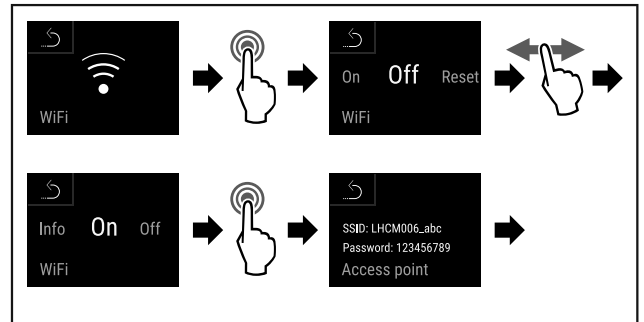 WiFi
On Off Reset
WiFi
Info On Off
WiFi
SSID: LHCM006_abc
Password: 123456789
Access point